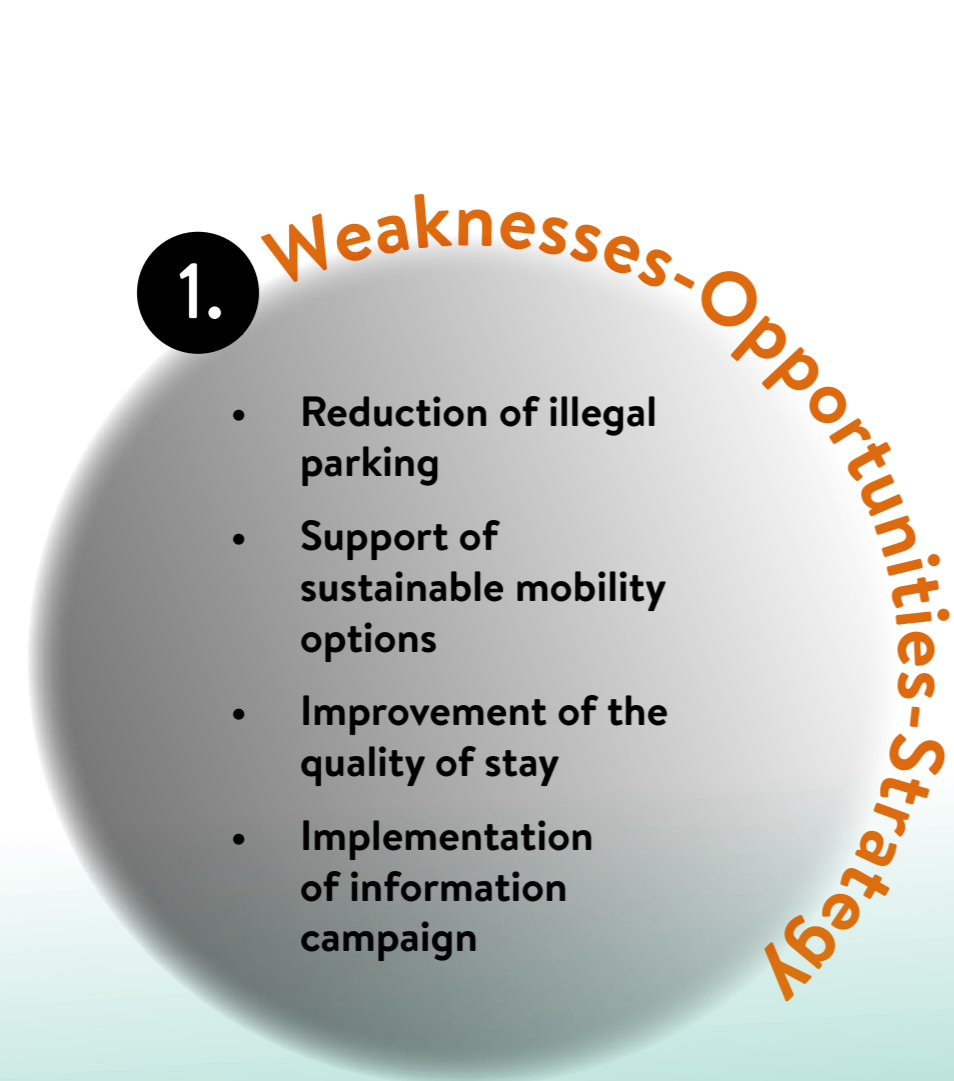 1.
Weaknesses-Opportunities-Strategy
• Reduction of illegal
parking
• Support of
sustainable mobility
options
• Improvement of the
quality of stay
• Implementation
of information
campaign